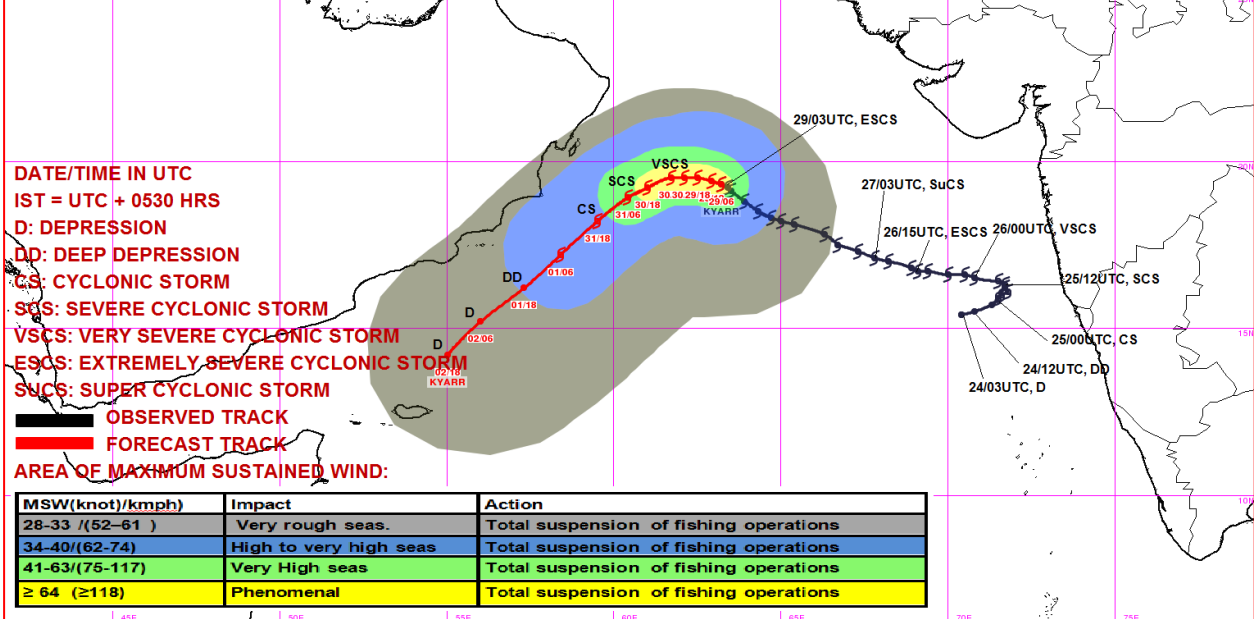 29/03UTC, ESCS
VSCS
DATE/TIME IN UTC
SCS
27/03UTC, SuCS
IST = UTC + 0530 HRS
30/18
29/18
29/06
KYARR
CS
31/06
26/15UTC, ESCS
26/00UTC, VSCS
D: DEPRESSION
31/18
DD: DEEP DEPRESSION
01/06
DD
25/12UTC, SCS
CS: CYCLONIC STORM
01/18
SCS: SEVERE CYCLONIC STORM
D
VSCS: VERY SEVERE CYCLONIC STORM
02/06
25/00UTC, CS
D
ESCS: EXTREMELY SEVERE CYCLONIC STORM
24/12UTC, DD
02/18
KYARR
24/03UTC, D
SUCS: SUPER CYCLONIC STORM
OBSERVED TRACK
FORECAST TRACK
AREA OF MAXIMUM SUSTAINED WIND:
MSW(knot)/kmph) Impact Action
28-33 /(52-61 ) Very rough seas. Total suspension of fishing operations
34-40/(62-74) High to very high seas Total suspension of fishing operations
41-63/(75-117) Very High seas Total suspension of fishing operations
≥ 64 (≥118) Phenomenal Total suspension of fishing operations
15N
10N
45E 50E 55E 60E 65E 70E 75E